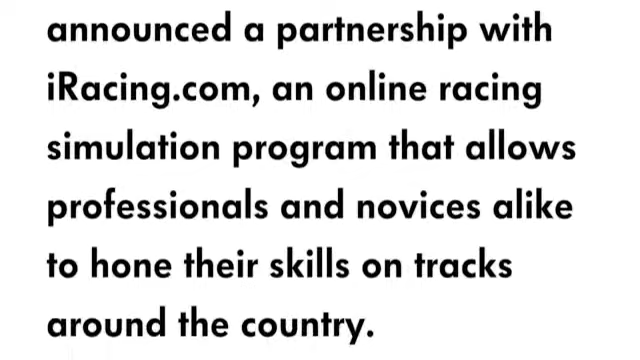 announced a partnership with
iRacing.com, an online racing
simulation program that allows
professionals and novices alike
to hone their skills on tracks
around the country.